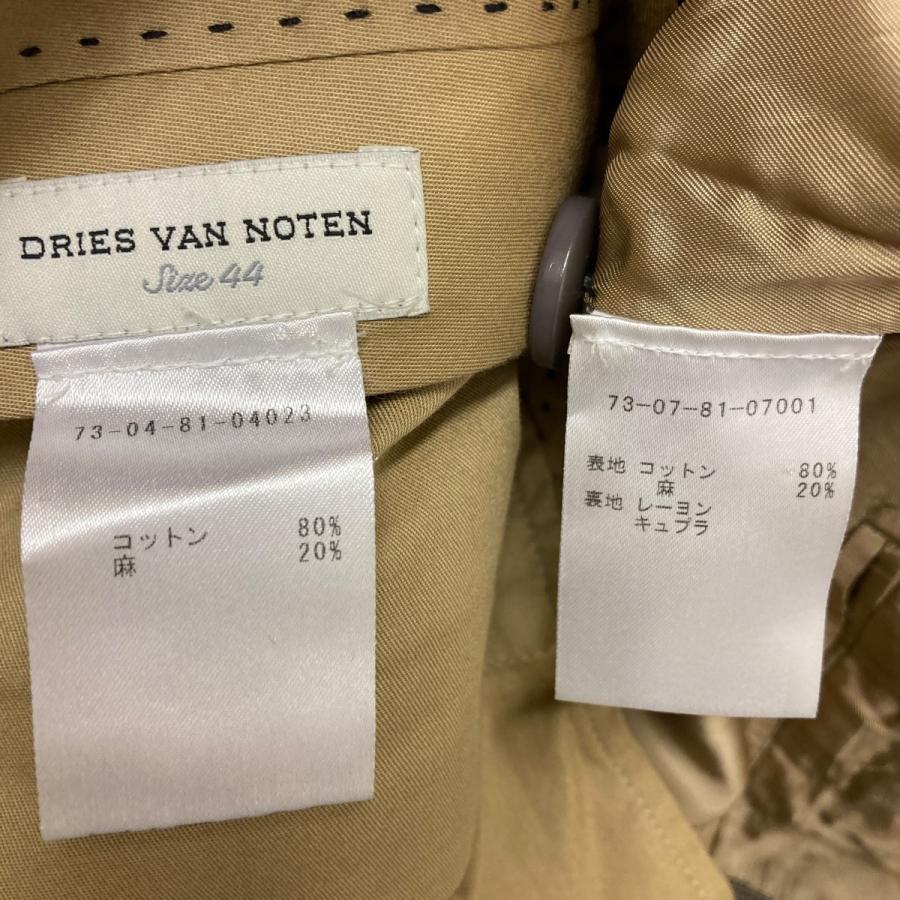 DRIES VAN NOTEN
Size 44
73-04-81-04023
コットン 80%
麻 20%
73-07-81-07001
表地 コットン 80%
麻 20%
裏地 レーヨン
キュプラ